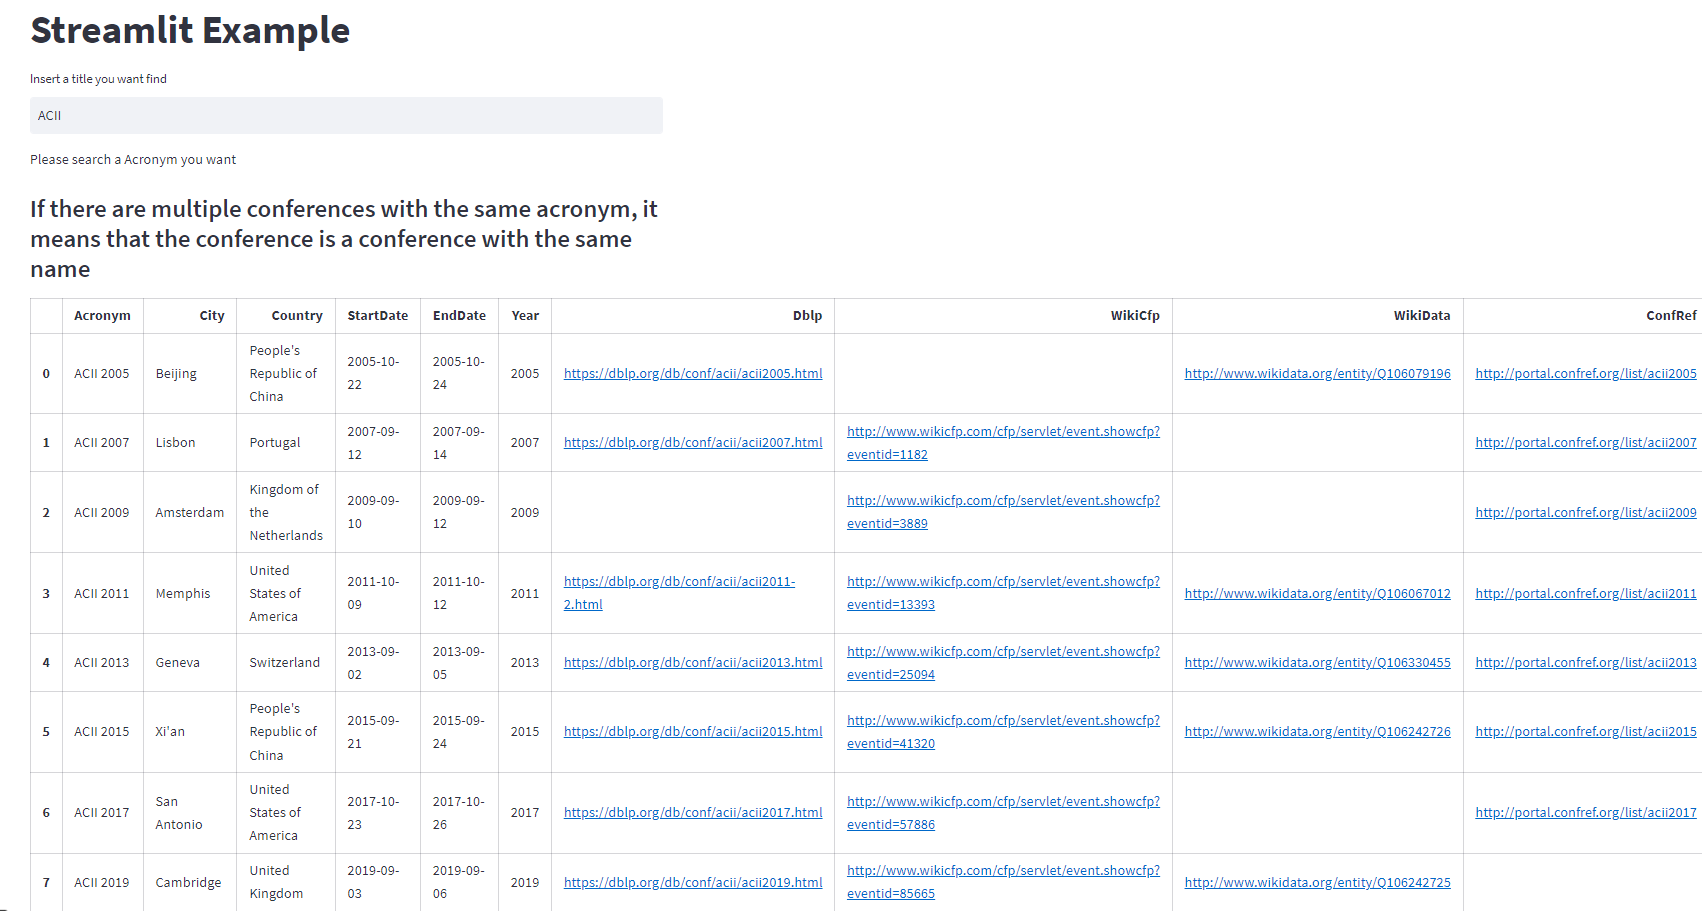 Streamlit Example
Insert a title you want find
ACII
Please search a Acronym you want
If there are multiple conferences with the same acronym, it
means that the conference is a conference with the same
name
Acronym City Country StartDate EndDate Year Dblp WikiCfp WikiData ConfRef
0 ACII 2005 Beijing People's Republic of China 2005-10-22 2005-10-24 2005 https://dblp.org/db/conf/acii/acii2005.html http://www.wikidata.org/entity/Q106079196 http://portal.confref.org/list/acii2005
1 ACII 2007 Lisbon Portugal 2007-09-12 2007-09-14 2007 https://dblp.org/db/conf/acii/acii2007.html http://www.wikicfp.com/cfp/servlet/event.showcfp?eventid=1182 http://portal.confref.org/list/acii2007
2 ACII 2009 Amsterdam Kingdom of the Netherlands 2009-09-10 2009-09-12 2009 http://www.wikicfp.com/cfp/servlet/event.showcfp?eventid=3889 http://portal.confref.org/list/acii2009
3 ACII 2011 Memphis United States of America 2011-10-09 2011-10-12 2011 https://dblp.org/db/conf/acii/acii2011-2.html http://www.wikicfp.com/cfp/servlet/event.showcfp?eventid=13393 http://www.wikidata.org/entity/Q106067012 http://portal.confref.org/list/acii2011
4 ACII 2013 Geneva Switzerland 2013-09-02 2013-09-05 2013 https://dblp.org/db/conf/acii/acii2013.html http://www.wikicfp.com/cfp/servlet/event.showcfp?eventid=25094 http://www.wikidata.org/entity/Q106330455 http://portal.confref.org/list/acii2013
5 ACII 2015 Xi'an People's Republic of China 2015-09-21 2015-09-24 2015 https://dblp.org/db/conf/acii/acii2015.html http://www.wikicfp.com/cfp/servlet/event.showcfp?eventid=41320 http://www.wikidata.org/entity/Q106242726 http://portal.confref.org/list/acii2015
6 ACII 2017 San Antonio United States of America 2017-10-23 2017-10-26 2017 https://dblp.org/db/conf/acii/acii2017.html http://www.wikicfp.com/cfp/servlet/event.showcfp?eventid=57886 http://portal.confref.org/list/acii2017
7 ACII 2019 Cambridge United Kingdom 2019-09-03 2019-09-06 2019 https://dblp.org/db/conf/acii/acii2019.html http://www.wikicfp.com/cfp/servlet/event.showcfp?eventid=85665 http://www.wikidata.org/entity/Q106242725